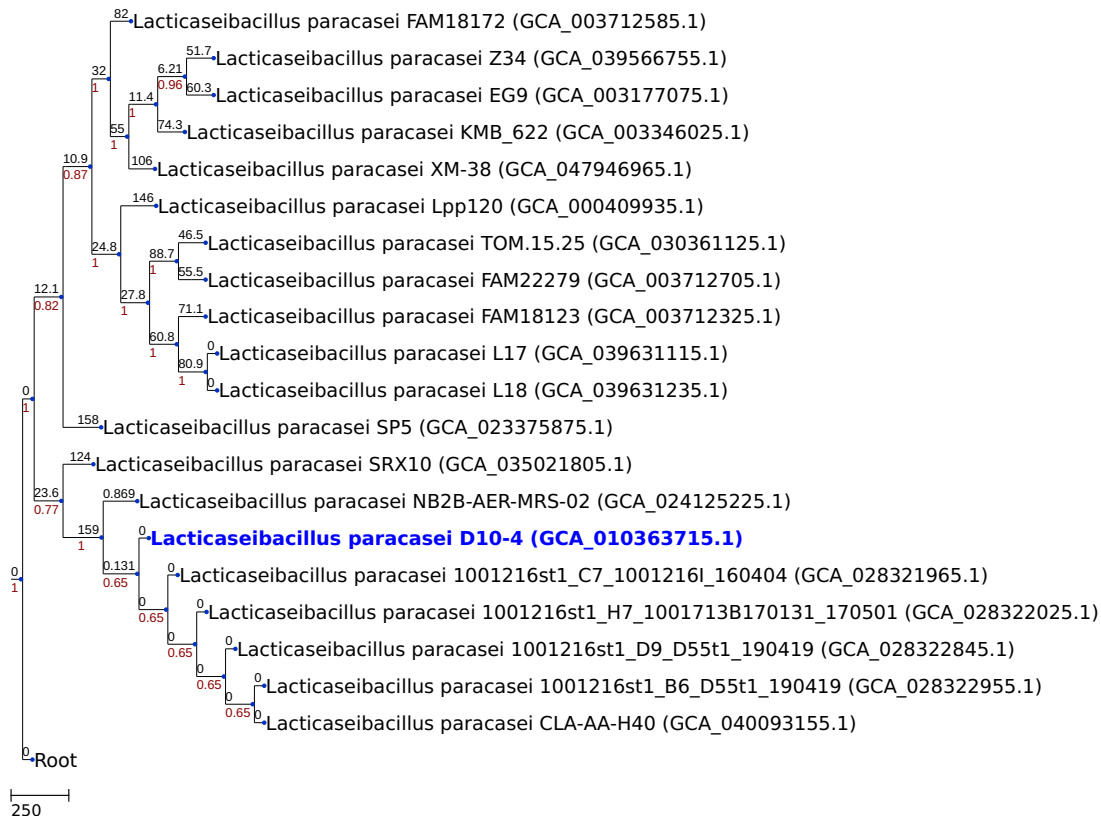 82
Lacticaseibacillus paracasei FAM18172 (GCA_003712585.1)
51.7
Lacticaseibacillus paracasei Z34 (GCA_039566755.1)
32
1
6.21
0.96
60.3
Lacticaseibacillus paracasei EG9 (GCA_003177075.1)
11.4
1
74.3
Lacticaseibacillus paracasei KMB_622 (GCA_003346025.1)
55
1
10.9
0.87
106
Lacticaseibacillus paracasei XM-38 (GCA_047946965.1)
146
Lacticaseibacillus paracasei Lpp120 (GCA_000409935.1)
24.8
1
46.5
Lacticaseibacillus paracasei TOM.15.25 (GCA_030361125.1)
88.7
1
55.5
Lacticaseibacillus paracasei FAM22279 (GCA_003712705.1)
12.1
0.82
27.8
1
71.1
Lacticaseibacillus paracasei FAM18123 (GCA_003712325.1)
60.8
1
0
Lacticaseibacillus paracasei L17 (GCA_039631115.1)
80.9
1
0
Lacticaseibacillus paracasei L18 (GCA_039631235.1)
0
1
158
Lacticaseibacillus paracasei SP5 (GCA_023375875.1)
124
Lacticaseibacillus paracasei SRX10 (GCA_035021805.1)
23.6
0.77
0.869
Lacticaseibacillus paracasei NB2B-AER-MRS-02 (GCA_024125225.1)
159
1
0
Lacticaseibacillus paracasei D10-4 (GCA_010363715.1)
0
1
0.131
0.65
0
Lacticaseibacillus paracasei 1001216st1_C7_1001216I_160404 (GCA_028321965.1)
0
0.65
0
Lacticaseibacillus paracasei 1001216st1_H7_1001713B170131_170501 (GCA_028322025.1)
0
0.65
0
Lacticaseibacillus paracasei 1001216st1_D9_D55t1_190419 (GCA_028322845.1)
0
0.65
0
Lacticaseibacillus paracasei 1001216st1_B6_D55t1_190419 (GCA_028322955.1)
0
0.65
0
Lacticaseibacillus paracasei CLA-AA-H40 (GCA_040093155.1)
0
Root
250